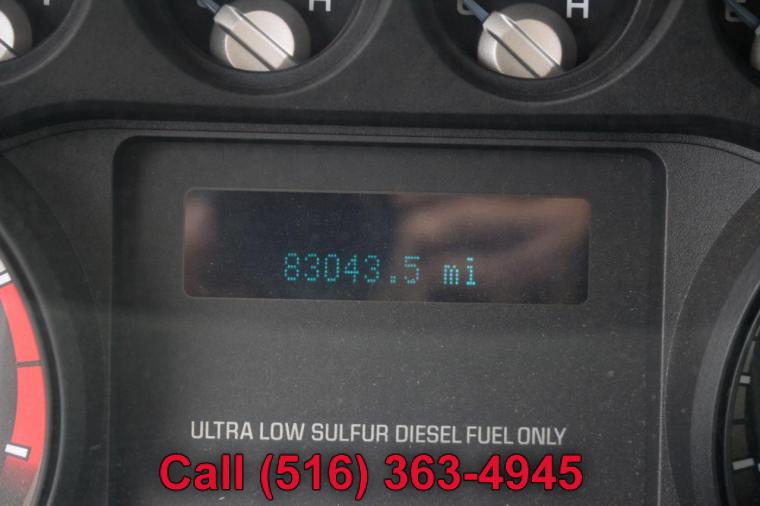 H
H
83043.5 mi
ULTRA LOW SULFUR DIESEL FUEL ONLY
Call (516) 363-4945